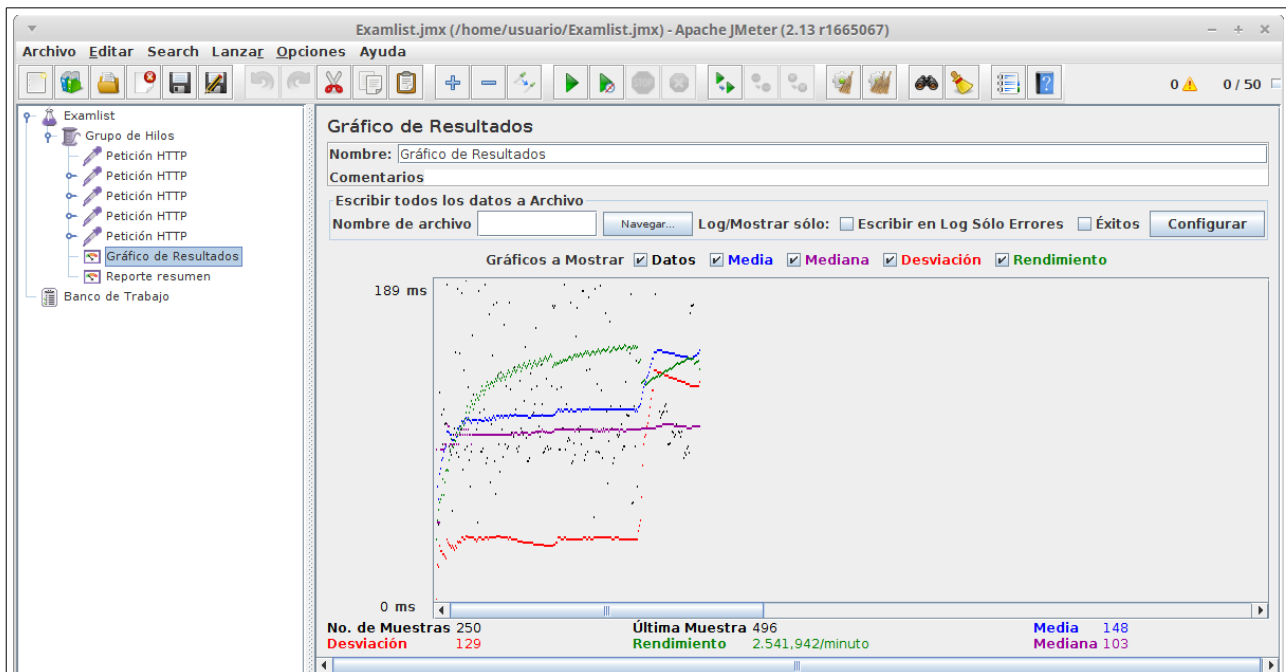 Examlist.jmx (/home/usuario/Examlist.jmx) - Apache JMeter (2.13 r1665067)
Archivo Editar Search Lanzar Opciones Ayuda
0 0 / 50
Examlist
Grupo de Hilos
Petición HTTP
Petición HTTP
Petición HTTP
Petición HTTP
Petición HTTP
Gráfico de Resultados
Reporte resumen
Banco de Trabajo
Gráfico de Resultados
Nombre: Gráfico de Resultados
Comentarios
Escribir todos los datos a Archivo
Nombre de archivo Navegar... Log/Mostrar sólo: Escribir en Log Sólo Errores Éxitos Configurar
Gráficos a Mostrar Datos Media Mediana Desviación Rendimiento
189 ms
0 ms
No. de Muestras 250 Última Muestra 496 Media 148
Desviación 129 Rendimiento 2.541,942/minuto Mediana 103